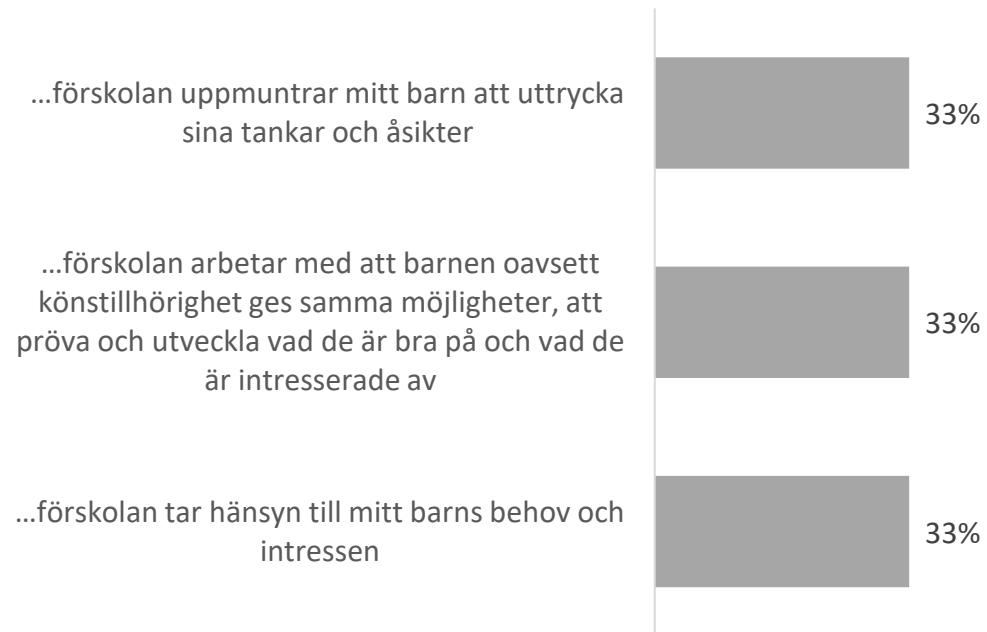 …förskolan uppmuntrar mitt barn att uttrycka
sina tankar och åsikter
33%
…förskolan arbetar med att barnen oavsett
könstillhörighet ges samma möjligheter, att
pröva och utveckla vad de är bra på och vad de
är intresserade av
33%
…förskolan tar hänsyn till mitt barns behov och
intressen
33%